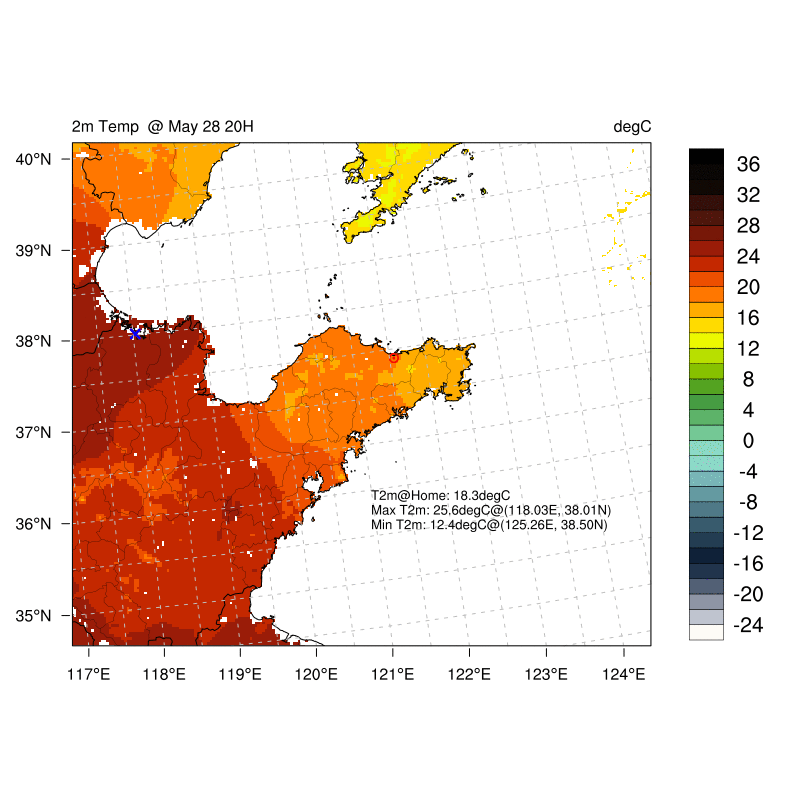 2m Temp @ May 28 20H
degC
40°N
39°N
38°N
37°N
36°N
35°N
117°E 118°E 119°E 120°E 121°E 122°E 123°E 124°E
T2m@Home: 18.3degC
Max T2m: 25.6degC@(118.03E, 38.01N)
Min T2m: 12.4degC@(125.26E, 38.50N)
36
32
28
24
20
16
12
8
4
0
-4
-8
-12
-16
-20
-24